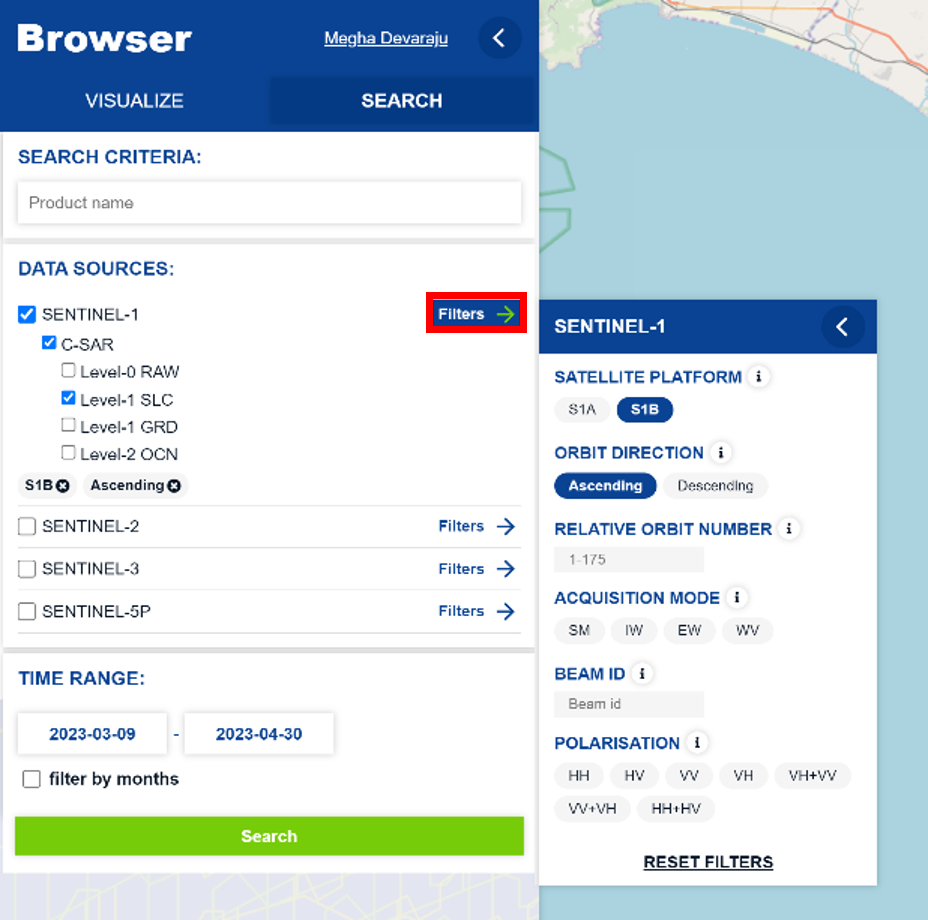 Browser
Megha Devaraju
VISUALIZE
SEARCH
SEARCH CRITERIA:
Product name
DATA SOURCES:
SENTINEL-1
Filters
C-SAR
Level-0 RAW
Level-1 SLC
Level-1 GRD
Level-2 OCN
S1B
Ascending
SENTINEL-2
Filters
SENTINEL-3
Filters
SENTINEL-5P
Filters
TIME RANGE:
2023-03-09 - 2023-04-30
filter by months
Search
SENTINEL-1
SATELLITE PLATFORM i
S1A S1B
ORBIT DIRECTION i
Ascending Descending
RELATIVE ORBIT NUMBER i
1-175
ACQUISITION MODE i
SM IW EW WV
BEAM ID i
Beam id
POLARISATION i
HH HV VV VH VH+VV
VV+VH HH+HV
RESET FILTERS